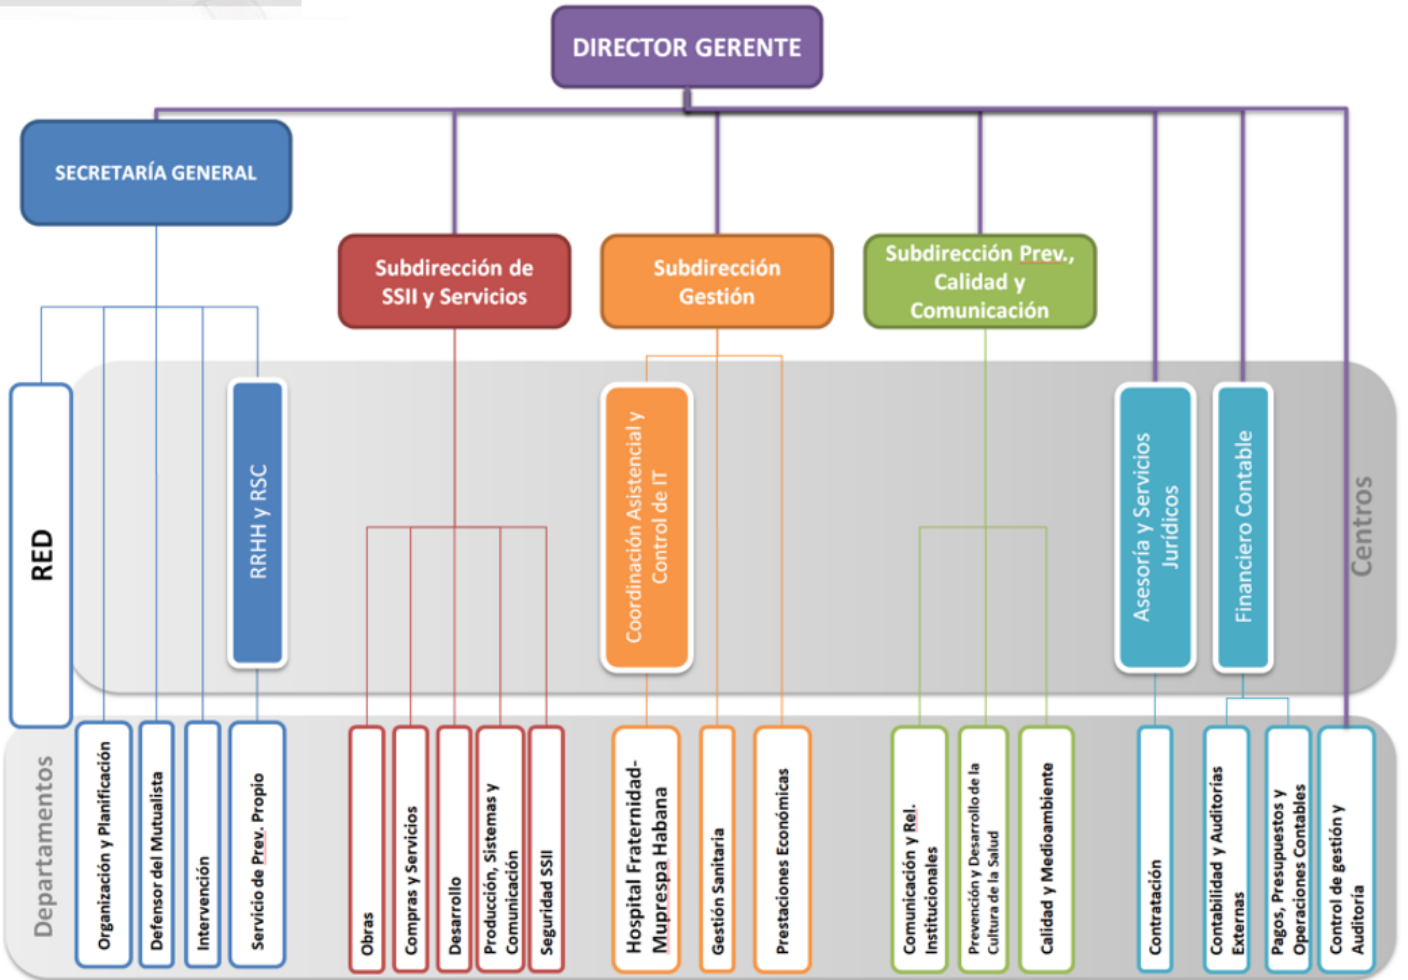 DIRECTOR GERENTE
SECRETARÍA GENERAL
Subdirección de
SSII y Servicios
Subdirección
Gestión
Subdirección Prev.,
Calidad y
Comunicación
RED
RRHH y RSC
Coordinación Asistencial y
Control de IT
Asesoría y Servicios
Jurídicos
Financiero Contable
Centros
Departamentos
Organización y Planificación
Defensor del Mutualista
Intervención
Servicio de Prev. Propio
Obras
Compras y Servicios
Desarrollo
Producción, Sistemas y
Comunicación
Seguridad SSII
Hospital Fraternidad-
Muprespa Habana
Gestión Sanitaria
Prestaciones Económicas
Comunicación y Rel.
Institucionales
Prevención y Desarrollo de la
Cultura de la Salud
Calidad y Medioambiente
Contratación
Contabilidad y Auditorías
Externas
Pagos, Presupuestos y
Operaciones Contables
Control de gestión y
Auditoría